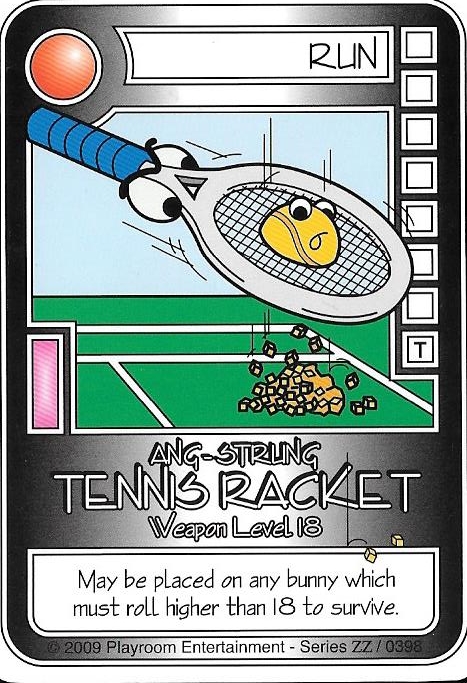 RUN
T
ANG-STRUNG
TENNIS RACKET
Weapon Level 18
May be placed on any bunny which
must roll higher than 18 to survive.
© 2009 Playroom Entertainment - Series ZZ / 0398